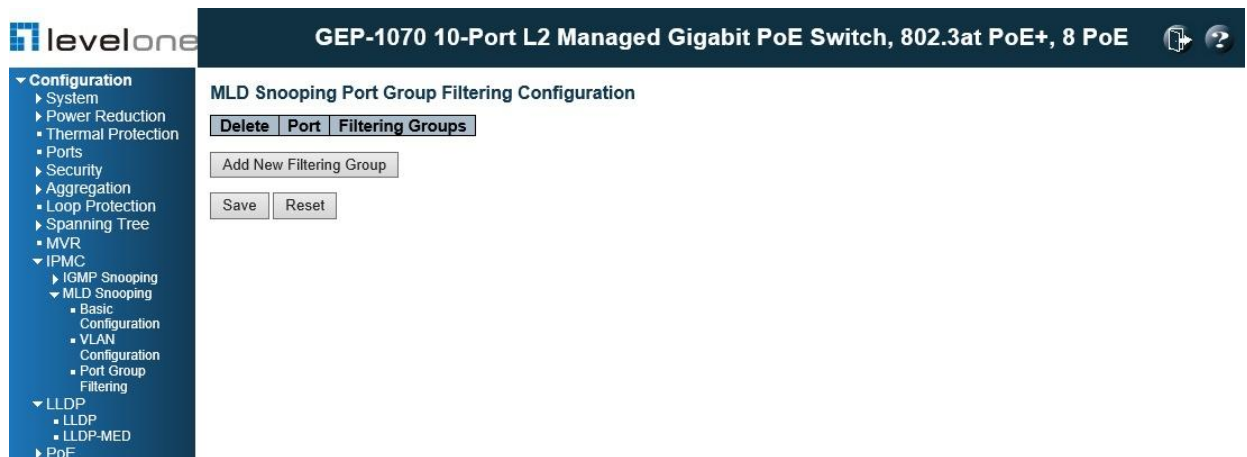 levelone
GEP-1070 10-Port L2 Managed Gigabit PoE Switch, 802.3at PoE+, 8 PoE
?
Configuration
System
Power Reduction
Thermal Protection
Ports
Security
Aggregation
Loop Protection
Spanning Tree
MVR
IPMC
IGMP Snooping
MLD Snooping
Basic
Configuration
VLAN
Configuration
Port Group
Filtering
LLDP
LLDP
LLDP-MED
PoE
MLD Snooping Port Group Filtering Configuration
Delete Port Filtering Groups
Add New Filtering Group
Save Reset